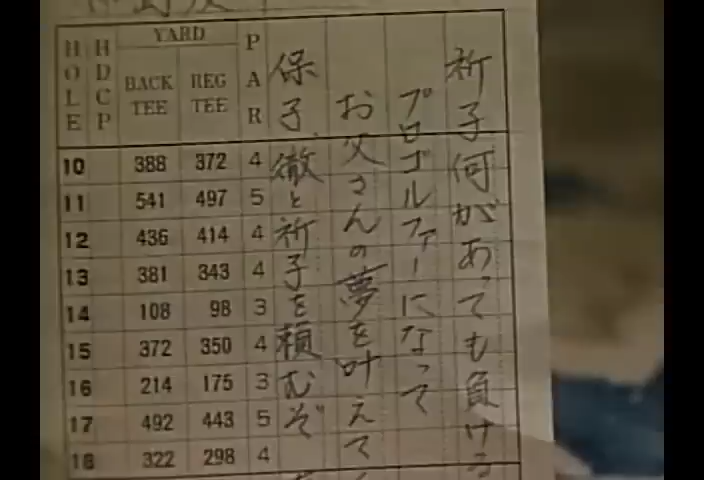 HOLE HDCP YARD PAR
BACK TEE REG TEE
10 388 372 4
11 541 497 5
12 436 414 4
13 381 343 4
14 108 98 3
15 372 350 4
16 214 175 3
17 492 443 5
18 322 298 4
祈子何があっても負ける
プロゴルファーになって
お父さんの夢を叶えてく
保子、徹と祈子を頼むぞ